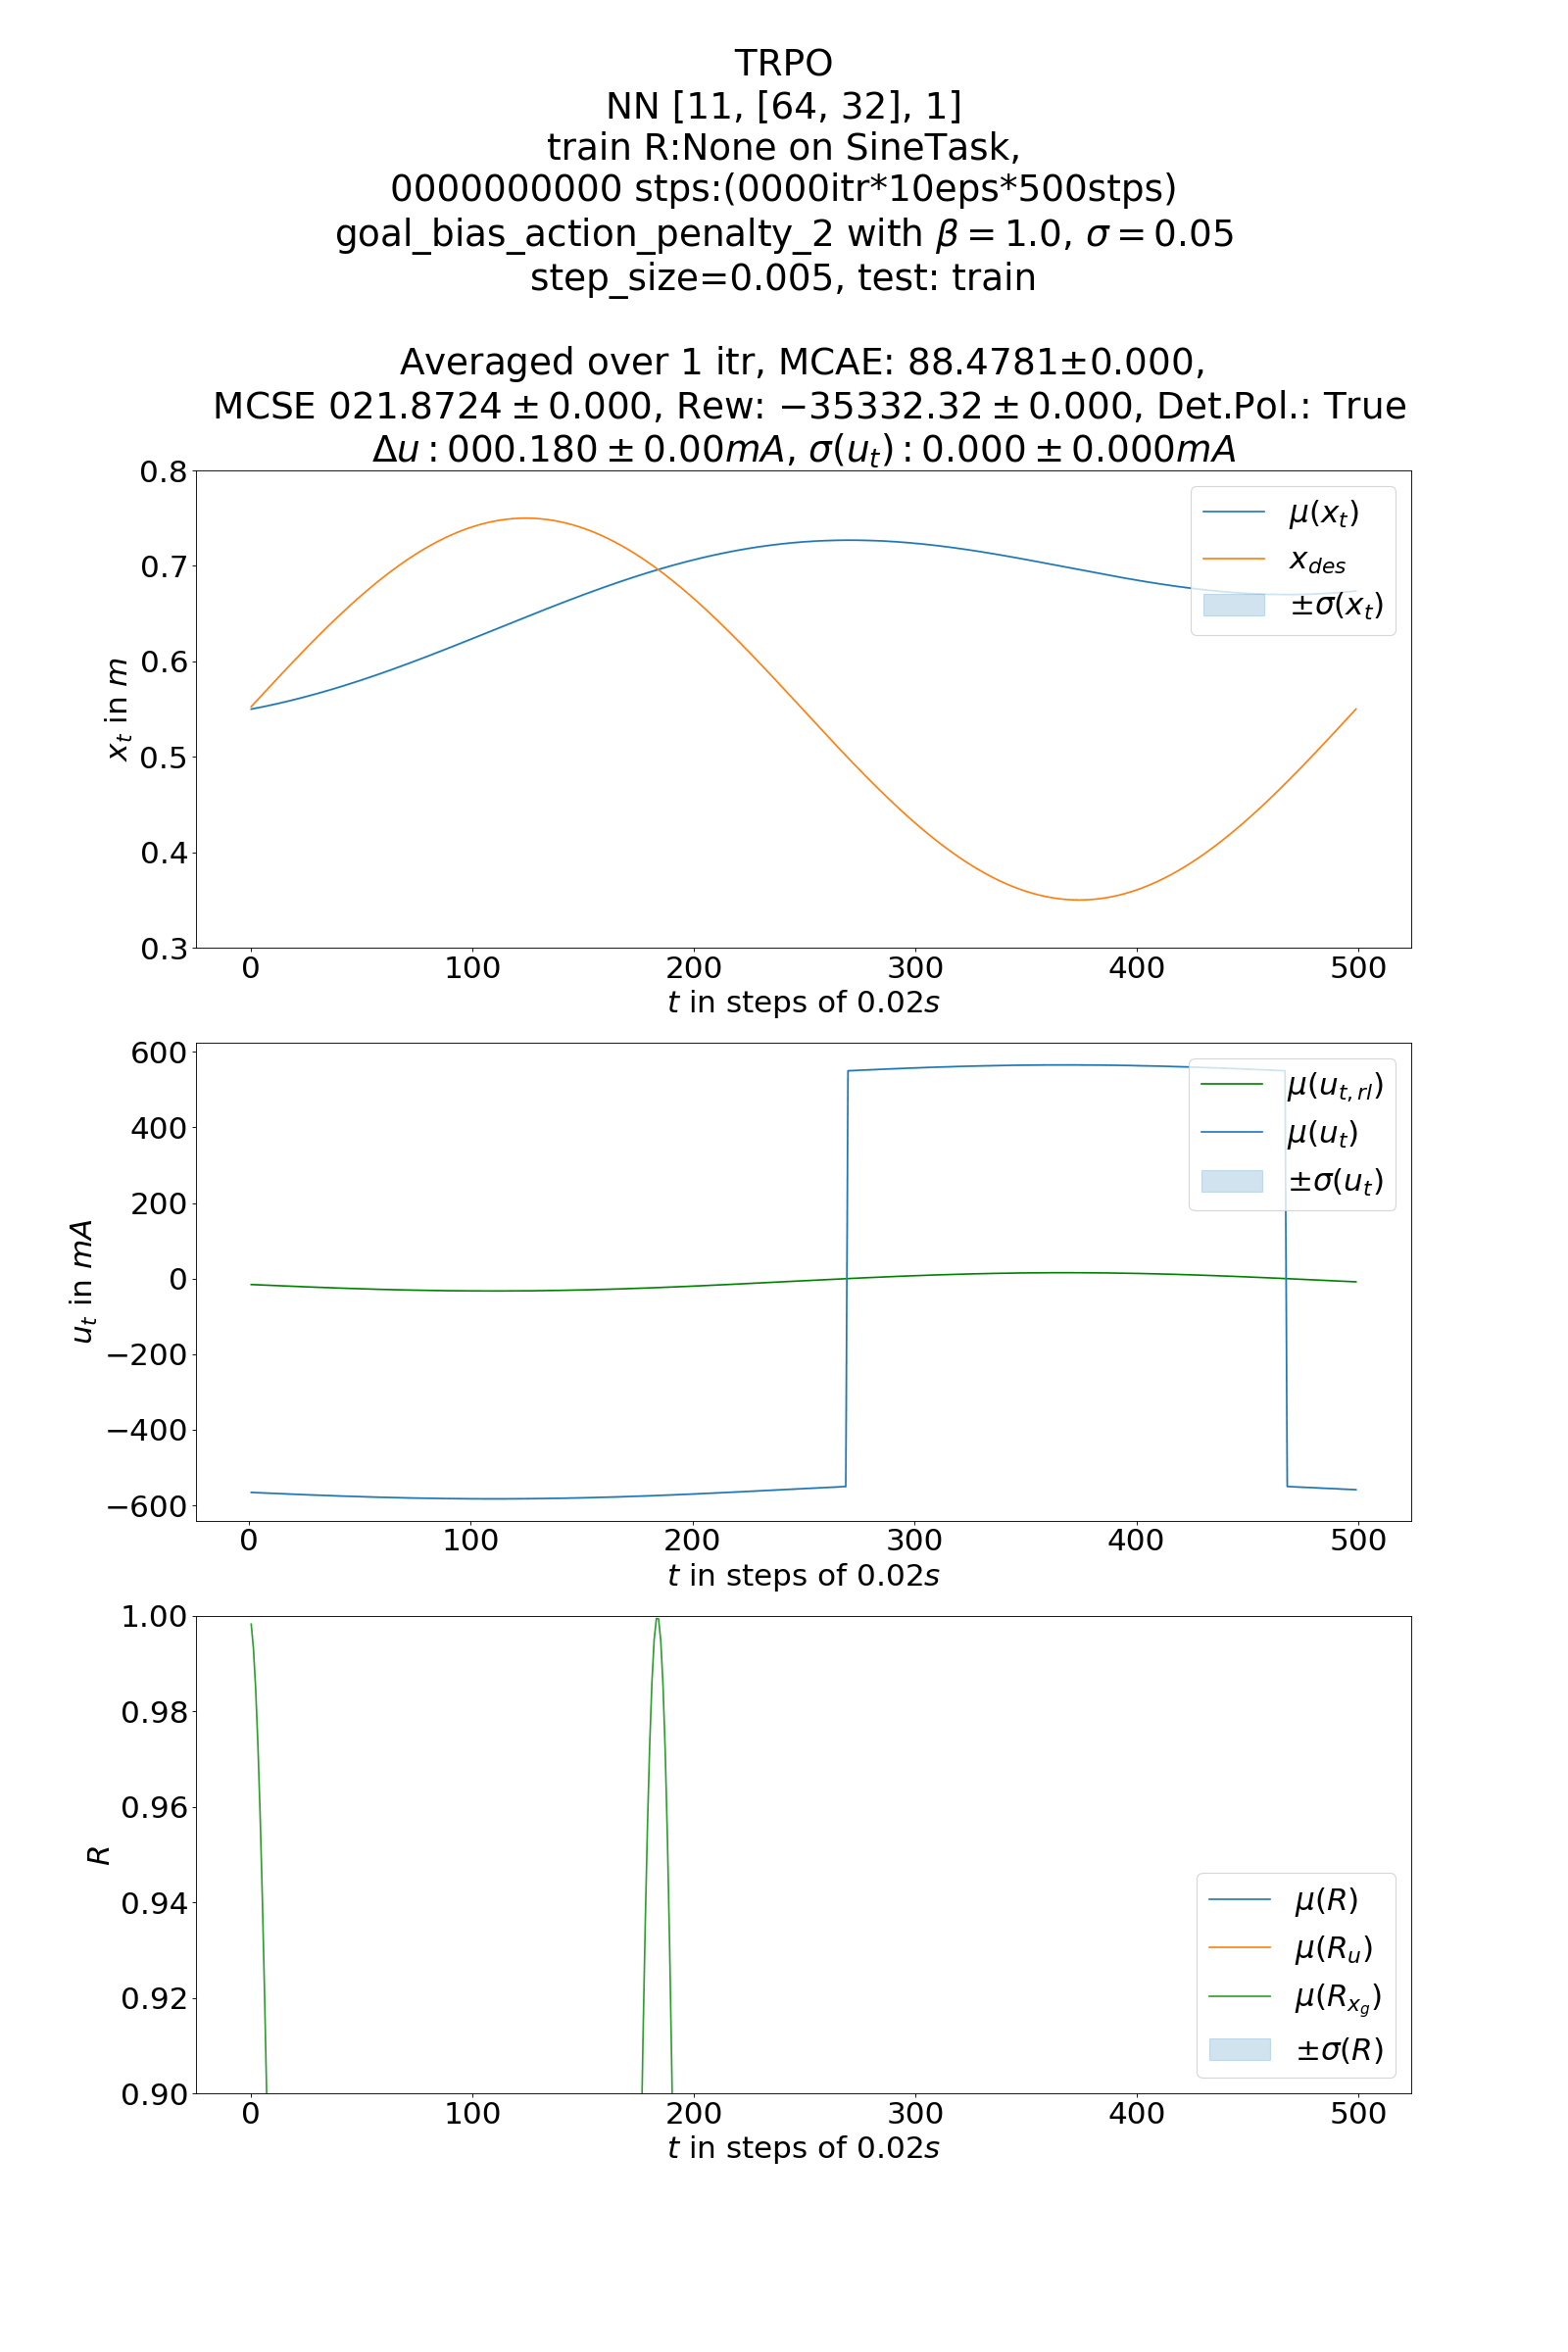 TRPO
NN [11, [64, 32], 1]
train R:None on SineTask,
0000000000 stps:(0000itr*10eps*500stps)
goal_bias_action_penalty_2 with β = 1.0, σ = 0.05
step_size=0.005, test: train
Averaged over 1 itr, MCAE: 88.4781±0.000,
MCSE 021.8724 ± 0.000, Rew: −35332.32 ± 0.000, Det.Pol.: True
Δu : 000.180 ± 0.00mA, σ(u_t) : 0.000 ± 0.000mA
0.8
0.7
0.6
0.5
0.4
0.3
x_t in m
μ(x_t)
x_des
±σ(x_t)
0 100 200 300 400 500
t in steps of 0.02s
600
400
200
0
−200
−400
−600
u_t in mA
μ(u_t,rl)
μ(u_t)
±σ(u_t)
0 100 200 300 400 500
t in steps of 0.02s
1.00
0.98
0.96
0.94
0.92
0.90
R
μ(R)
μ(R_u)
μ(R_x_g)
±σ(R)
0 100 200 300 400 500
t in steps of 0.02s